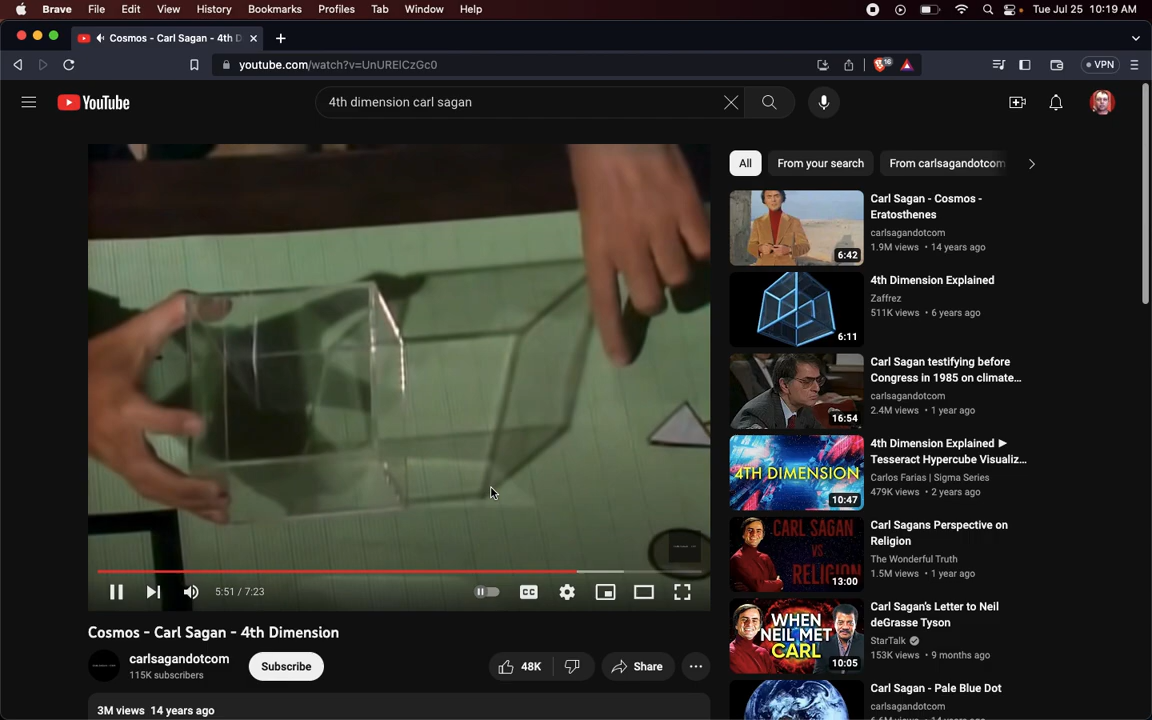 Brave File Edit View History Bookmarks Profiles Tab Window Help Tue Jul 25 10:19 AM
Cosmos - Carl Sagan - 4th D
youtube.com/watch?v=UnUREICzGc0 16 VPN
YouTube 4th dimension carl sagan
All From your search From carlsagandotcom
Carl Sagan - Cosmos -
Eratosthenes
carlsagandotcom
1.9M views • 14 years ago
6:42
4th Dimension Explained
Zaffrez
511K views • 6 years ago
6:11
Carl Sagan testifying before
Congress in 1985 on climate...
carlsagandotcom
2.4M views • 1 year ago
16:54
4TH DIMENSION
4th Dimension Explained ►
Tesseract Hypercube Visualiz...
Carlos Farias | Sigma Series
479K views • 2 years ago
10:47
CARL SAGAN
VS
RELIGION
Carl Sagans Perspective on
Religion
The Wonderful Truth
1.5M views • 1 year ago
13:00
WHEN
NEIL MET
CARL
Carl Sagan's Letter to Neil
deGrasse Tyson
StarTalk
153K views • 9 months ago
10:05
Carl Sagan - Pale Blue Dot
carlsagandotcom
5:51 / 7:23 CC
Cosmos - Carl Sagan - 4th Dimension
carlsagandotcom
115K subscribers
Subscribe 48K Share
3M views 14 years ago